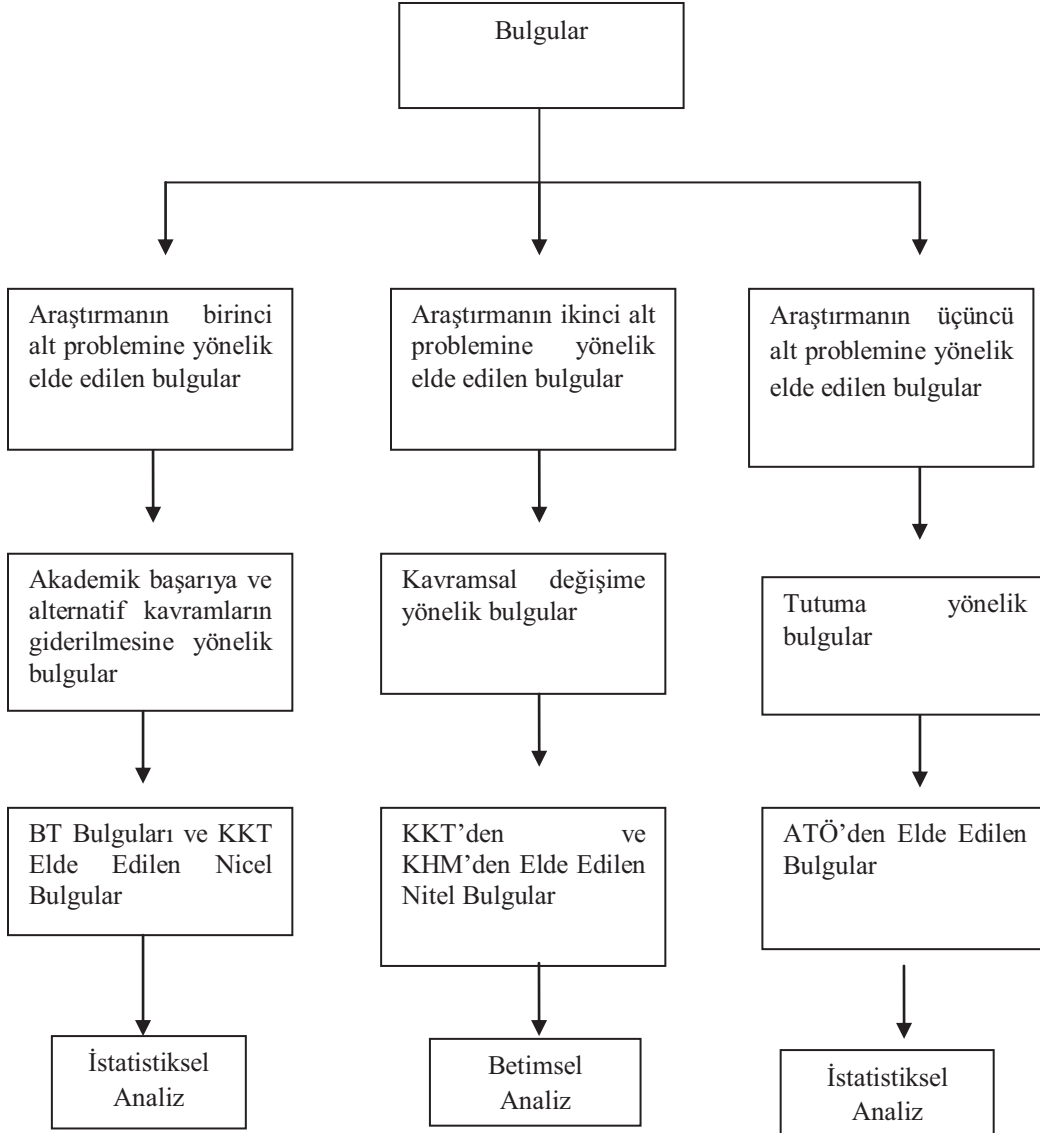 Bulgular
Araştırmanın birinci
alt problemine yönelik
elde edilen bulgular
Araştırmanın ikinci alt
problemine yönelik
elde edilen bulgular
Araştırmanın üçüncü
alt problemine yönelik
elde edilen bulgular
Akademik başarıya ve
alternatif kavramların
giderilmesine yönelik
bulgular
Kavramsal değişime
yönelik bulgular
Tutuma yönelik
bulgular
BT Bulguları ve KKT
Elde Edilen Nicel
Bulgular
KKT’den ve
KHM’den Elde Edilen
Nitel Bulgular
ATÖ’den Elde Edilen
Bulgular
İstatistiksel
Analiz
Betimsel
Analiz
İstatistiksel
Analiz